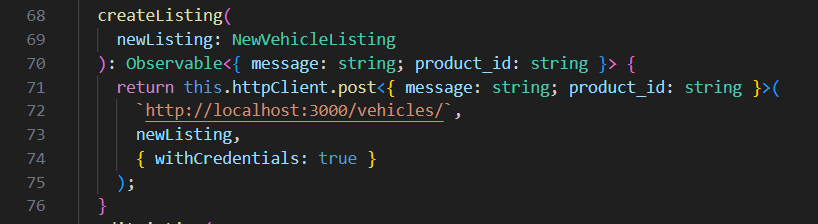 68 createListing(
69 newListing: NewVehicleListing
70 ): Observable<{ message: string; product_id: string }> {
71 return this.httpClient.post<{ message: string; product_id: string }>(
72 `http://localhost:3000/vehicles/`,
73 newListing,
74 { withCredentials: true }
75 );
76 }